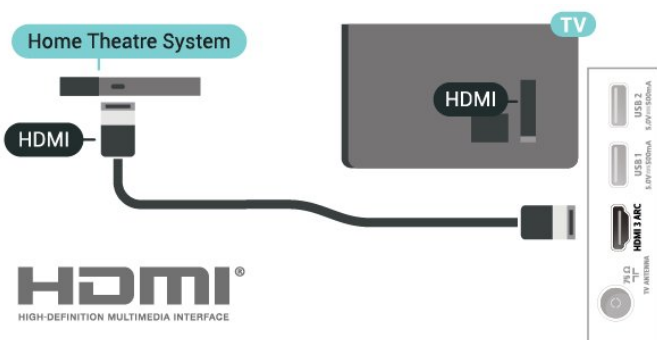 Home Theatre System
TV
HDMI
HDMI
USB 2
5.0V⎓500mA
USB 1
5.0V⎓500mA
HDMI 3 ARC
75 Ω
TV ANTENNA
HDMI®
HIGH-DEFINITION MULTIMEDIA INTERFACE